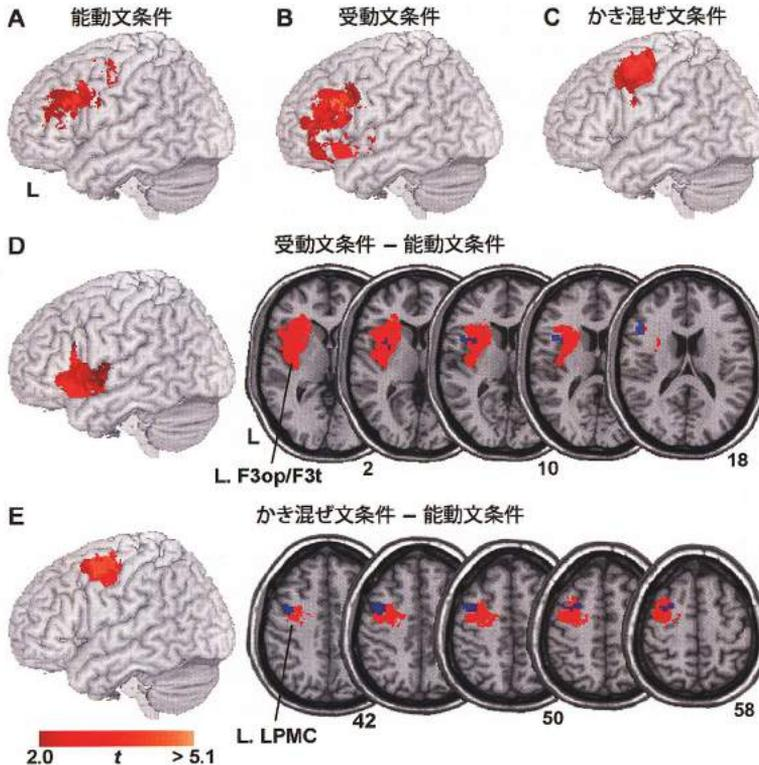 A 能動文条件
B 受動文条件
C かき混ぜ文条件
L
D 受動文条件 – 能動文条件
L
L. F3op/F3t
2 10 18
E かき混ぜ文条件 – 能動文条件
L. LPMC
42 50 58
2.0 t > 5.1